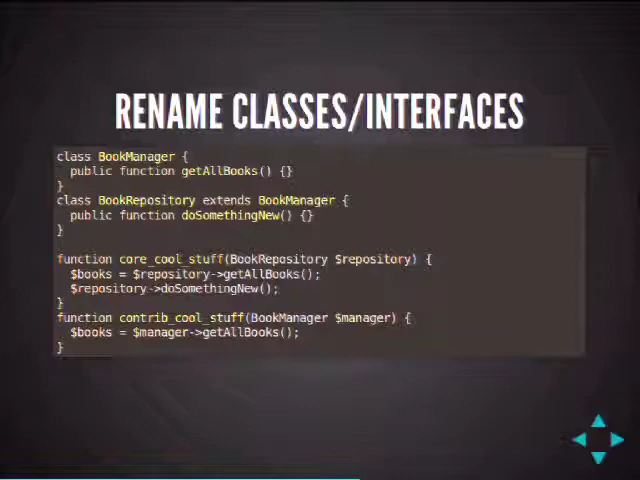 RENAME CLASSES/INTERFACES
class BookManager {
  public function getAllBooks() {}
}
class BookRepository extends BookManager {
  public function doSomethingNew() {}
}

function core_cool_stuff(BookRepository $repository) {
  $books = $repository->getAllBooks();
  $repository->doSomethingNew();
}
function contrib_cool_stuff(BookManager $manager) {
  $books = $manager->getAllBooks();
}